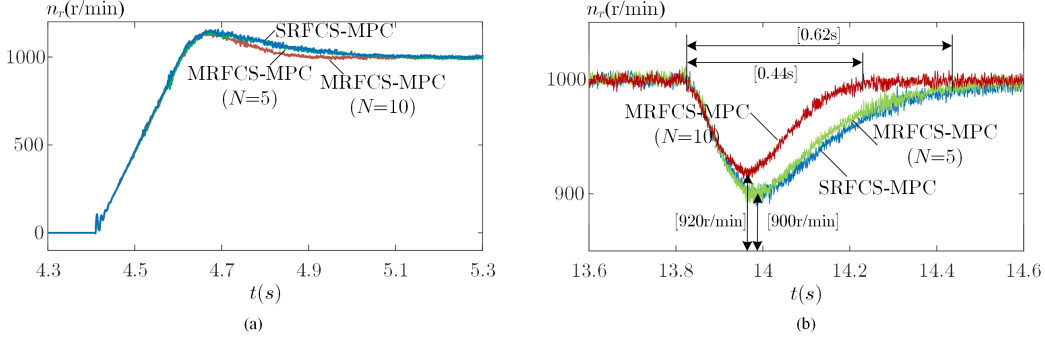 n_r(r/min)
1000
500
0
SRFCS-MPC
MRFCS-MPC
(N=5)
MRFCS-MPC
(N=10)
4.3 4.5 4.7 4.9 5.1 5.3
t(s)
(a)
n_r(r/min)
[0.62s]
[0.44s]
1000
900
MRFCS-MPC
(N=10)
MRFCS-MPC
(N=5)
SRFCS-MPC
[920r/min]
[900r/min]
13.6 13.8 14 14.2 14.4 14.6
t(s)
(b)